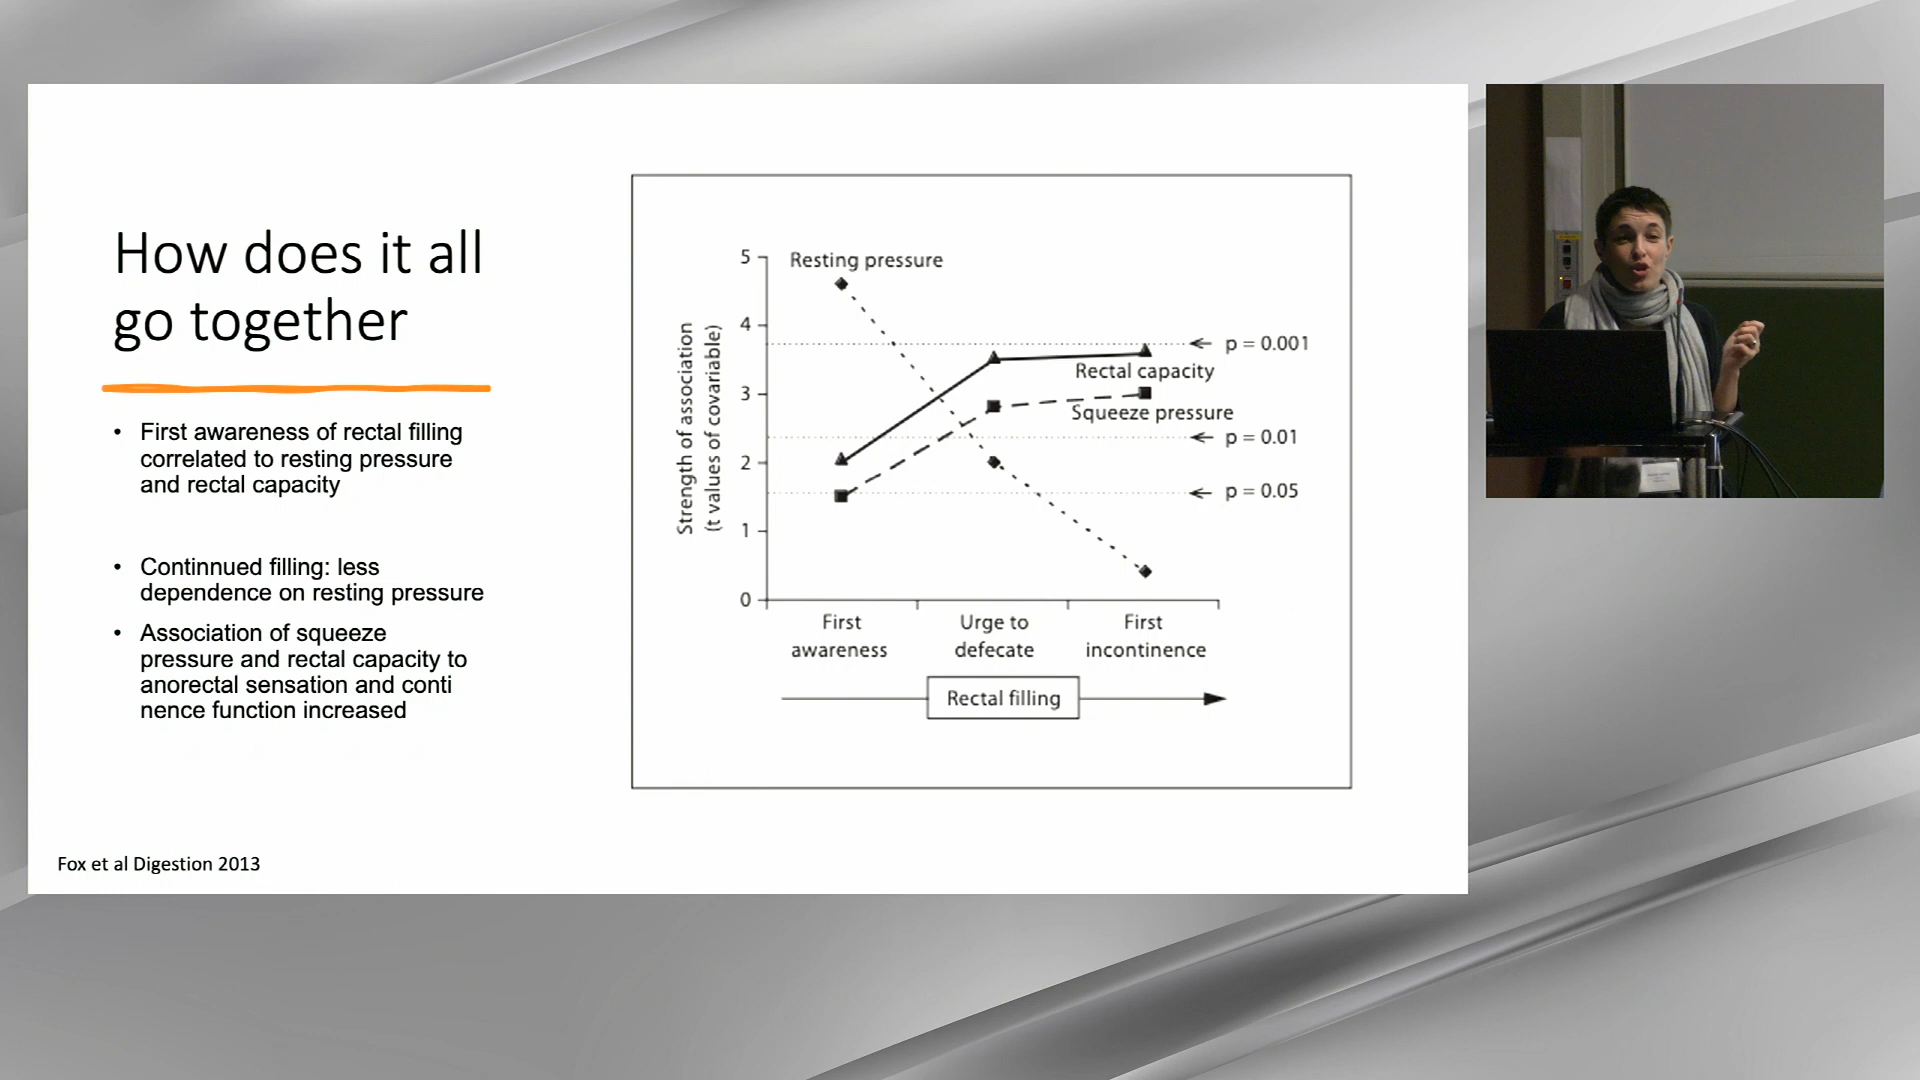 How does it all
go together
• First awareness of rectal filling
correlated to resting pressure
and rectal capacity
• Continnued filling: less
dependence on resting pressure
• Association of squeeze
pressure and rectal capacity to
anorectal sensation and conti
nence function increased
Fox et al Digestion 2013
Strength of association
(t values of covariable)
5
4
3
2
1
0
Resting pressure
p = 0.001
Rectal capacity
Squeeze pressure
p = 0.01
p = 0.05
First
awareness
Urge to
defecate
First
incontinence
Rectal filling